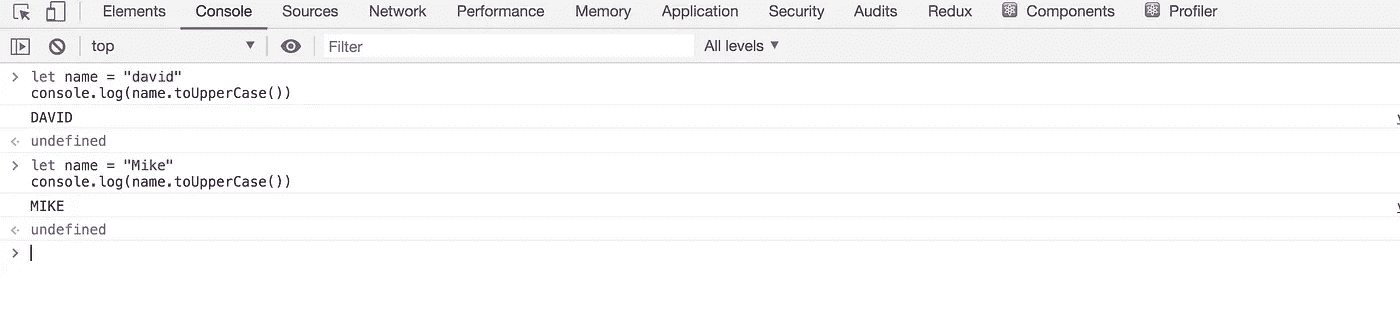 Elements Console Sources Network Performance Memory Application Security Audits Redux Components Profiler
top Filter All levels
let name = "david"
console.log(name.toUpperCase())
DAVID
undefined
let name = "Mike"
console.log(name.toUpperCase())
MIKE
undefined